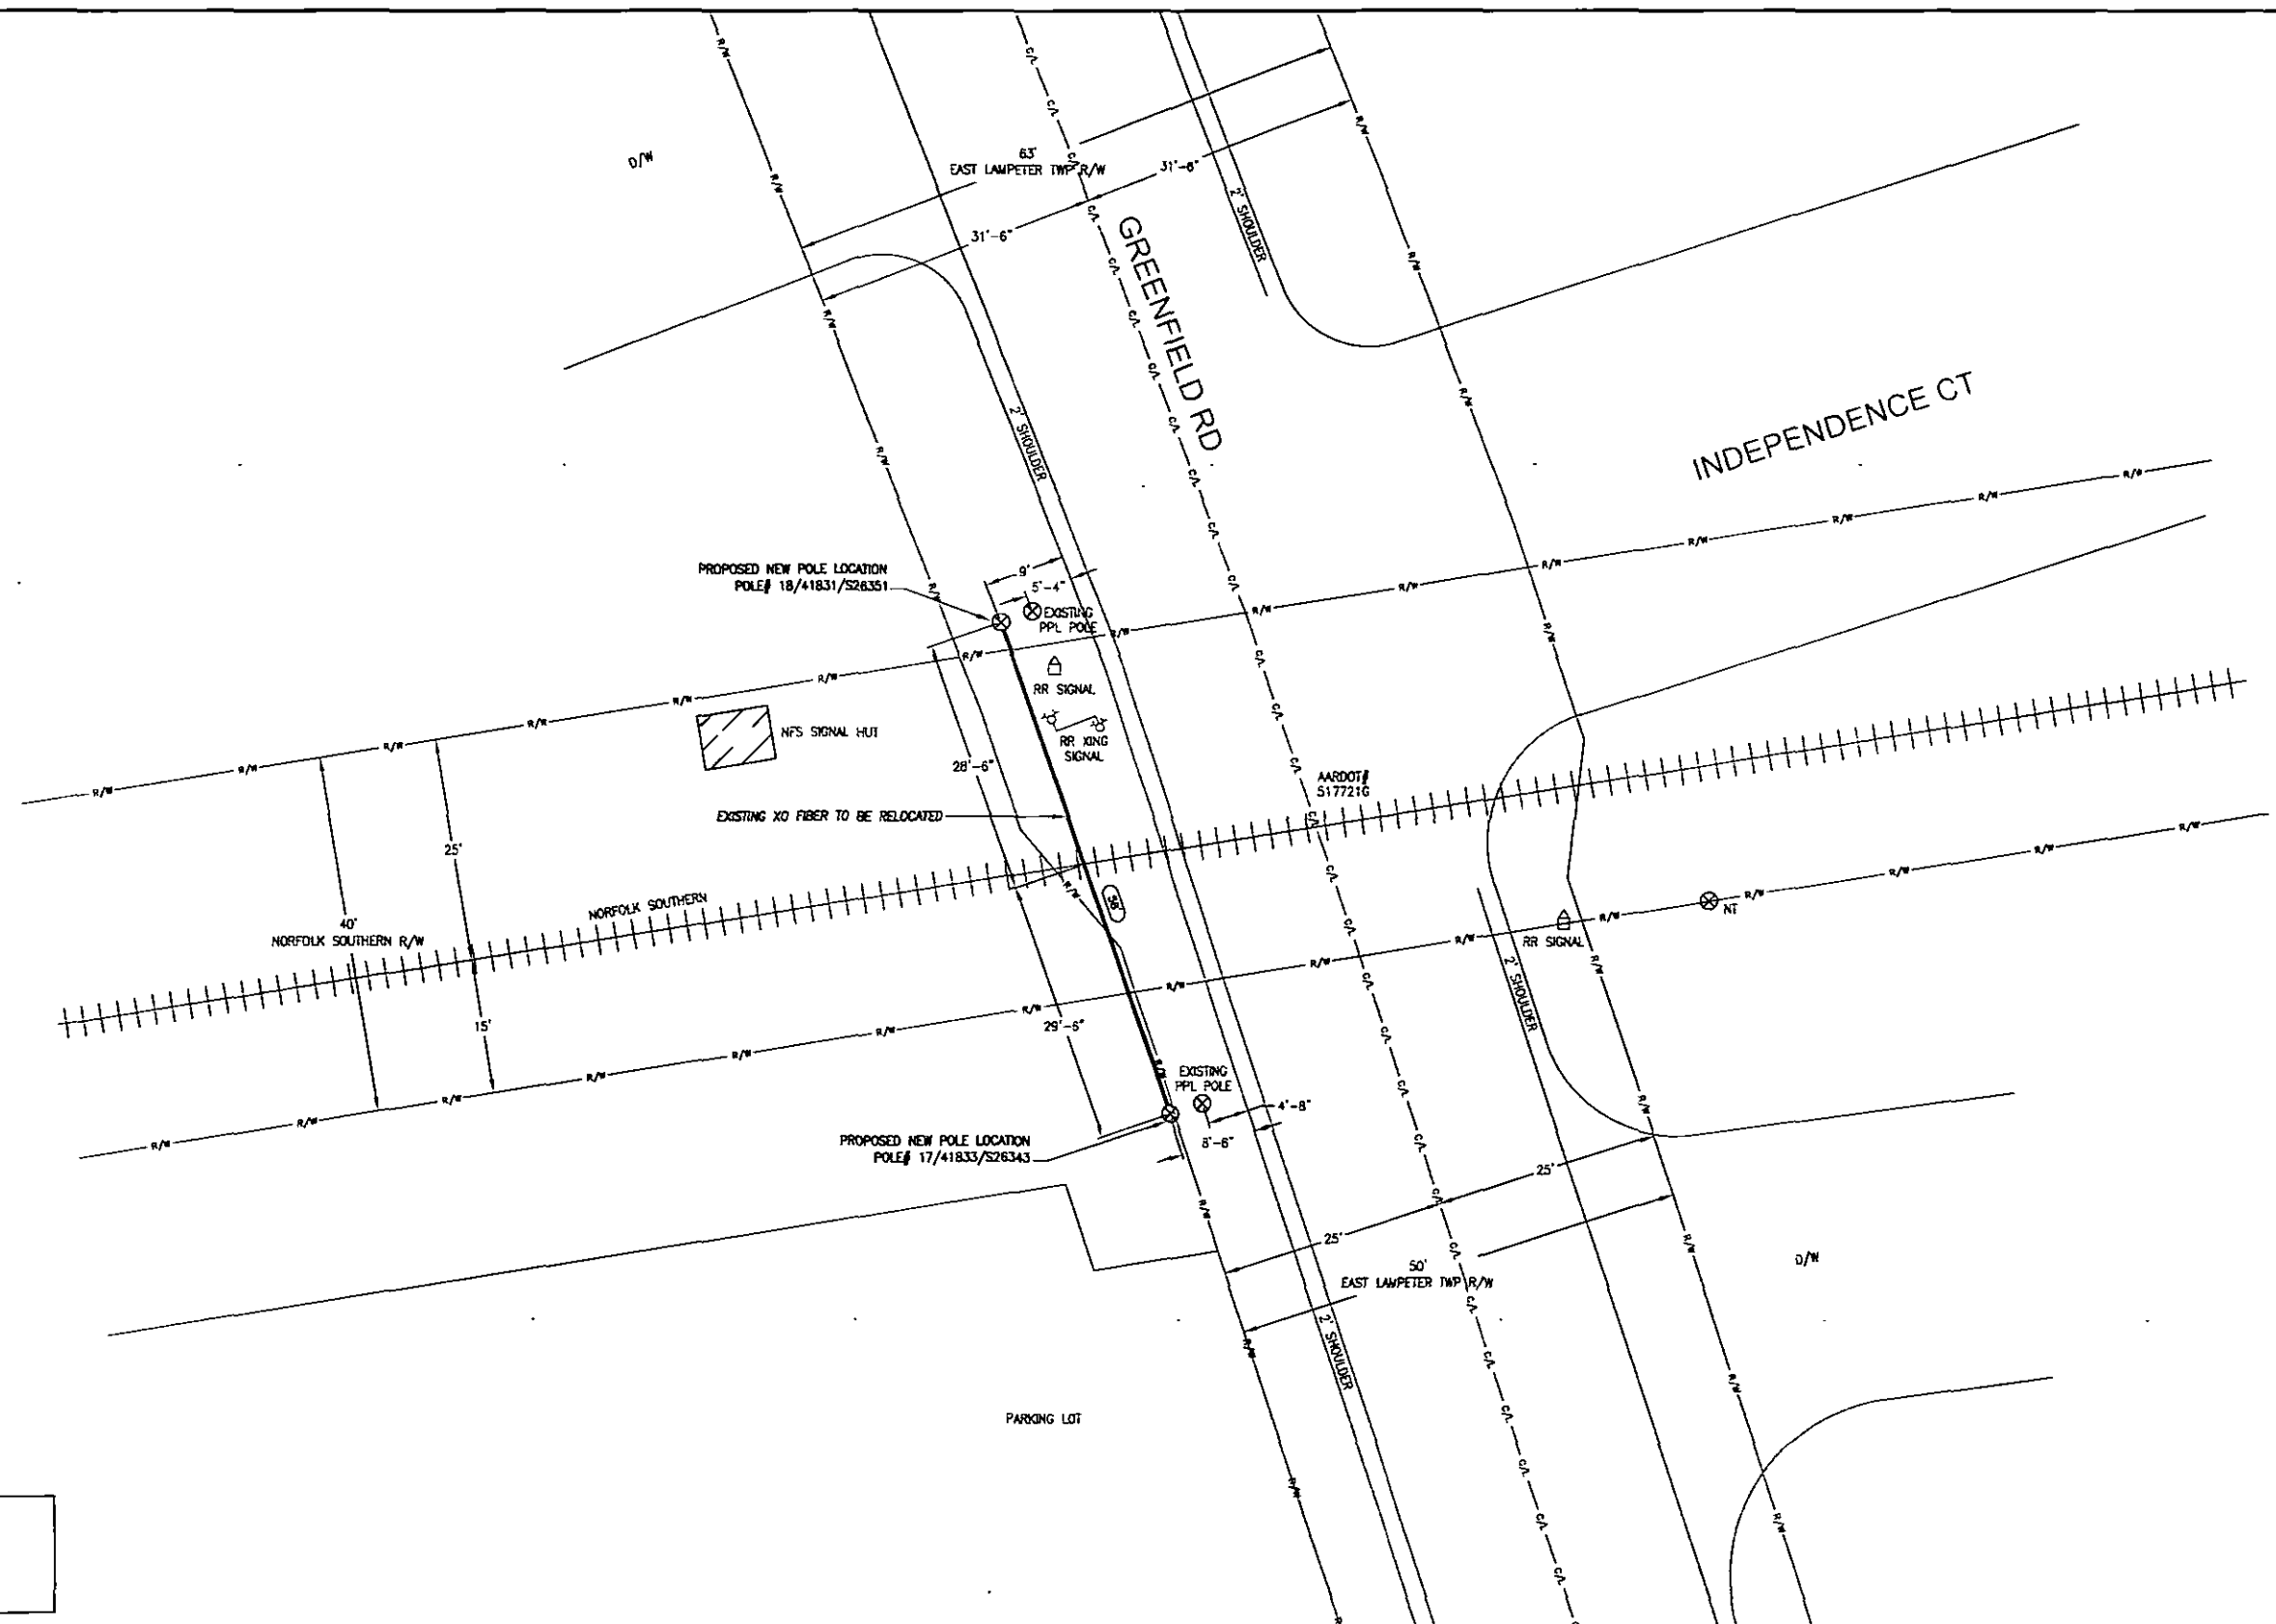 D/W
63'
EAST LAMPETER TWP R/W
31'-6"
31'-6"
2' SHOULDER
GREENFIELD RD
2' SHOULDER
INDEPENDENCE CT
PROPOSED NEW POLE LOCATION
POLE# 18/41831/S26351
9'
5'-4"
EXISTING
PPL POLE
RR SIGNAL
NFS SIGNAL HUT
RR XING
SIGNAL
28'-6"
AARDOT#
517721G
EXISTING XO FIBER TO BE RELOCATED
25'
40'
NORFOLK SOUTHERN R/W
NORFOLK SOUTHERN
58'
NT
RR SIGNAL
2' SHOULDER
15'
29'-6"
EXISTING
PPL POLE
4'-8"
8'-6"
PROPOSED NEW POLE LOCATION
POLE# 17/41833/S26343
25'
25'
50'
EAST LAMPETER TWP R/W
D/W
2' SHOULDER
PARKING LOT
R/W
C/L